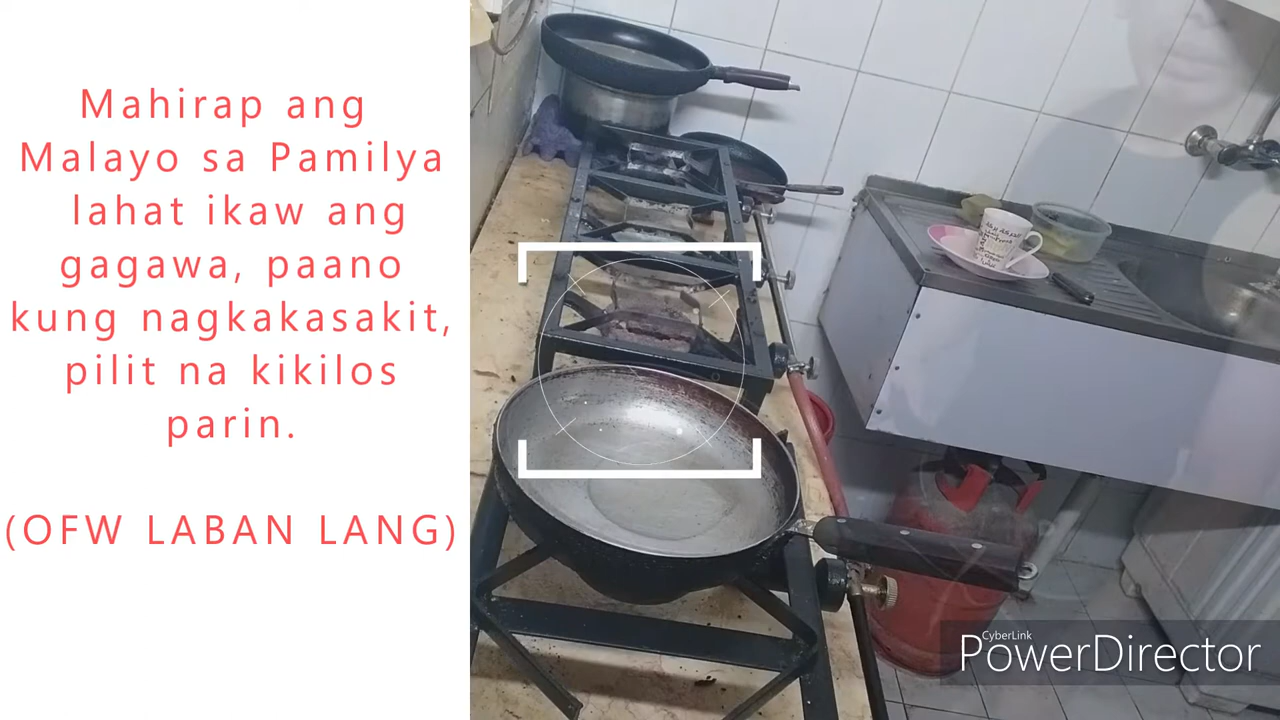 Mahirap ang
Malayo sa Pamilya
lahat ikaw ang
gagawa, paano
kung nagkakasakit,
pilit na kikilos
parin.
(OFW LABAN LANG)
CyberLink
PowerDirector